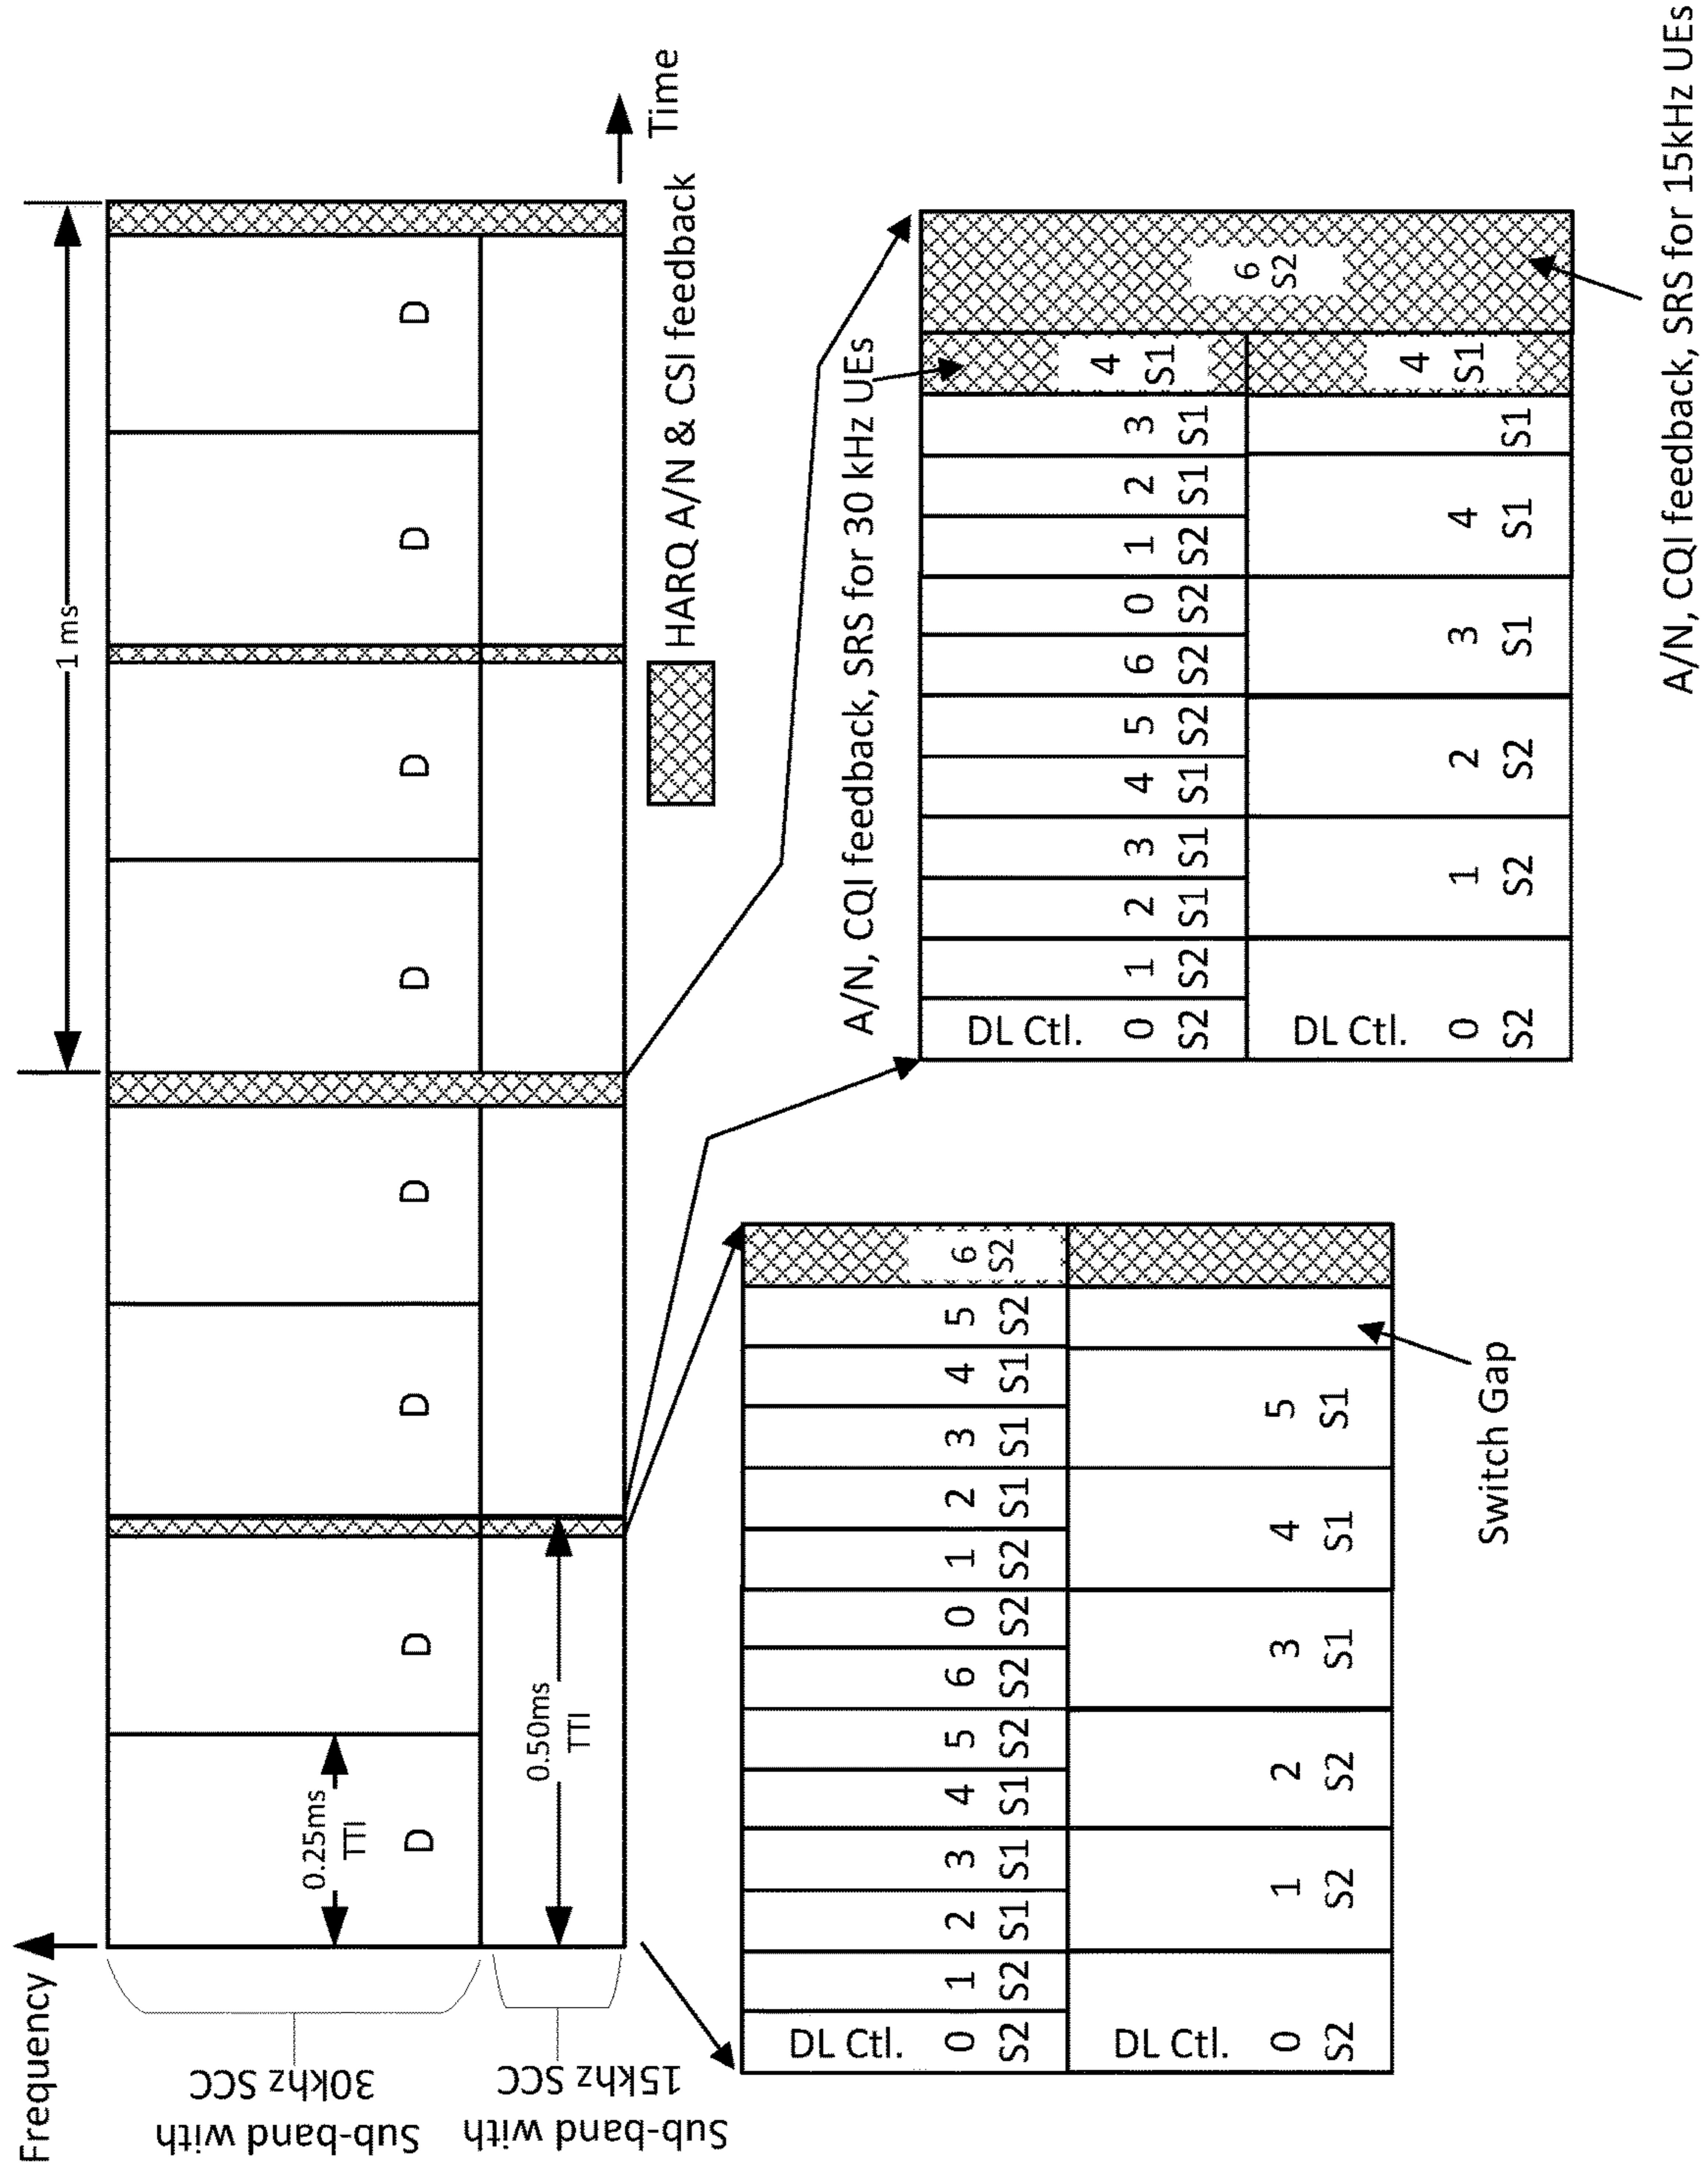 Frequency
1 ms
Sub-band with
30khz SCC
0.25ms
TTI
D D D D D D D D
Sub-band with
15khz SCC
0.50ms
TTI
Time
HARQ A/N & CSI feedback
DL Ctl.
0 1 2 3 4 5 6 0 1 2 3 4 5 6
S2 S2 S1 S1 S1 S2 S2 S2 S2 S1 S1 S1 S2 S2
DL Ctl.
0 1 2 3 4 5
S2 S2 S2 S1 S1 S1
Switch Gap
A/N, CQI feedback, SRS for 30 kHz UEs
DL Ctl.
0 1 2 3 4 5 6 0 1 2 3 4
S2 S2 S1 S1 S1 S2 S2 S2 S2 S1 S1 S1
6
S2
DL Ctl.
0 1 2 3 4 4
S2 S2 S2 S1 S1 S1 S1
A/N, CQI feedback, SRS for 15kHz UEs